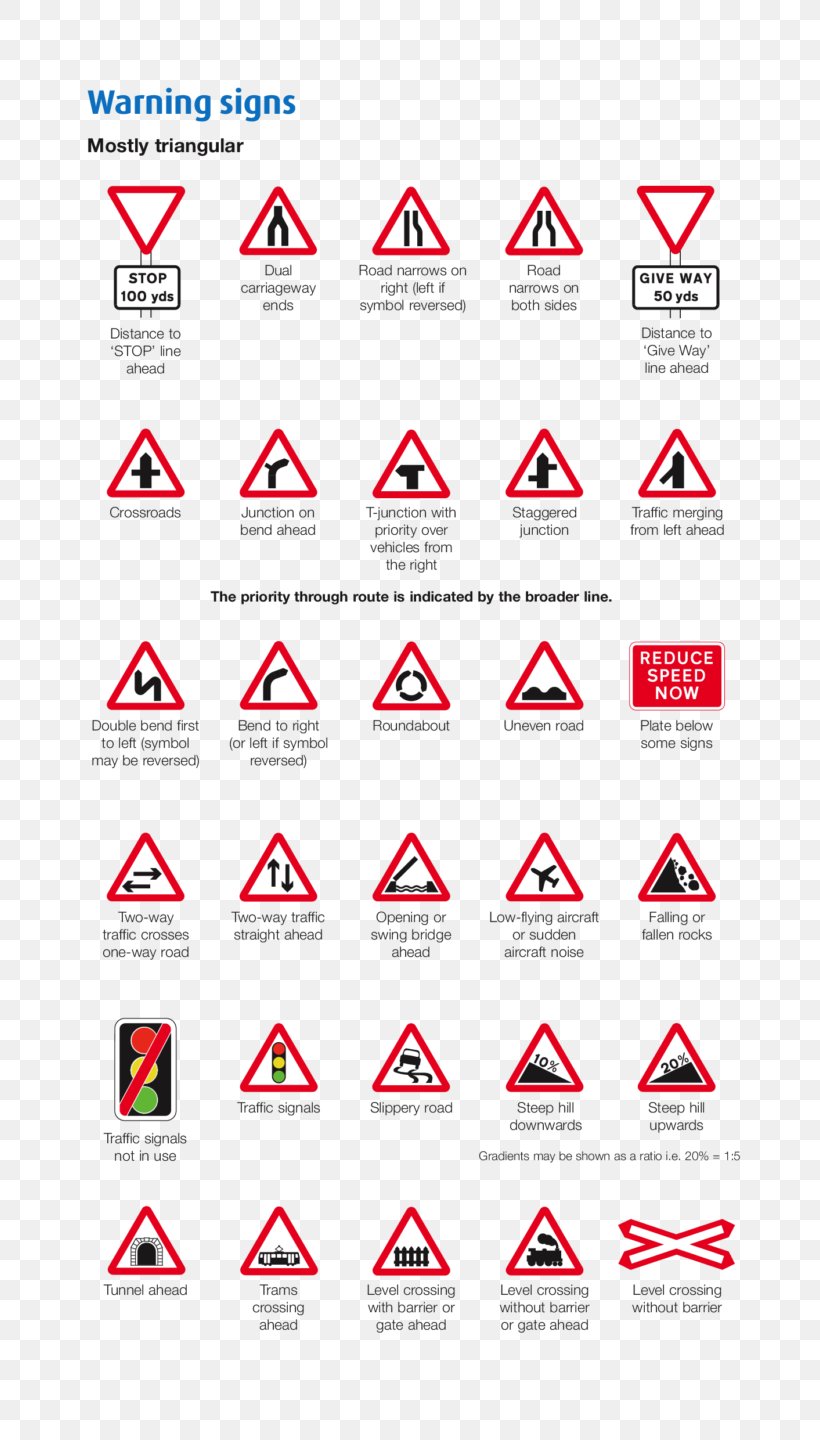 Warning signs
Mostly triangular
STOP
100 yds
Distance to
‘STOP’ line
ahead
Dual
carriageway
ends
Road narrows on
right (left if
symbol reversed)
Road
narrows on
both sides
GIVE WAY
50 yds
Distance to
‘Give Way’
line ahead
Crossroads
Junction on
bend ahead
T-junction with
priority over
vehicles from
the right
Staggered
junction
Traffic merging
from left ahead
The priority through route is indicated by the broader line.
Double bend first
to left (symbol
may be reversed)
Bend to right
(or left if symbol
reversed)
Roundabout
Uneven road
REDUCE
SPEED
NOW
Plate below
some signs
Two-way
traffic crosses
one-way road
Two-way traffic
straight ahead
Opening or
swing bridge
ahead
Low-flying aircraft
or sudden
aircraft noise
Falling or
fallen rocks
Traffic signals
not in use
Traffic signals
Slippery road
10%
Steep hill
downwards
20%
Steep hill
upwards
Gradients may be shown as a ratio i.e. 20% = 1:5
Tunnel ahead
Trams
crossing
ahead
Level crossing
with barrier or
gate ahead
Level crossing
without barrier
or gate ahead
Level crossing
without barrier